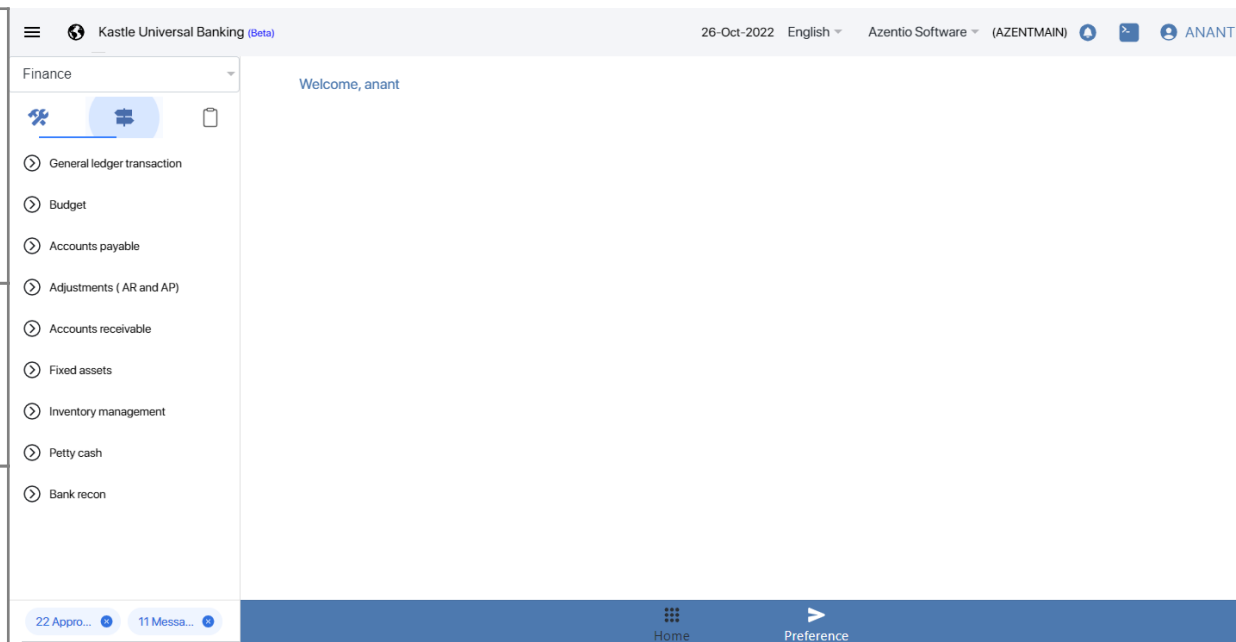 Kastle Universal Banking (Beta) 26-Oct-2022 English Azentio Software (AZENTMAIN) ANANT
Finance
Welcome, anant
General ledger transaction
Budget
Accounts payable
Adjustments ( AR and AP)
Accounts receivable
Fixed assets
Inventory management
Petty cash
Bank recon
22 Appro... 11 Messa...
Home Preference